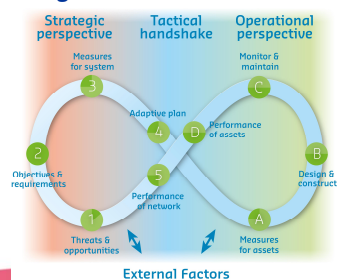 Strategic
perspective
Tactical
handshake
Operational
perspective
Measures
for system
3
Monitor &
maintain
C
Adaptive plan
4
D
Performance
of assets
2
Objectives &
requirements
B
Design &
construct
5
Performance
of network
1
Threats &
opportunities
A
Measures
for assets
External Factors